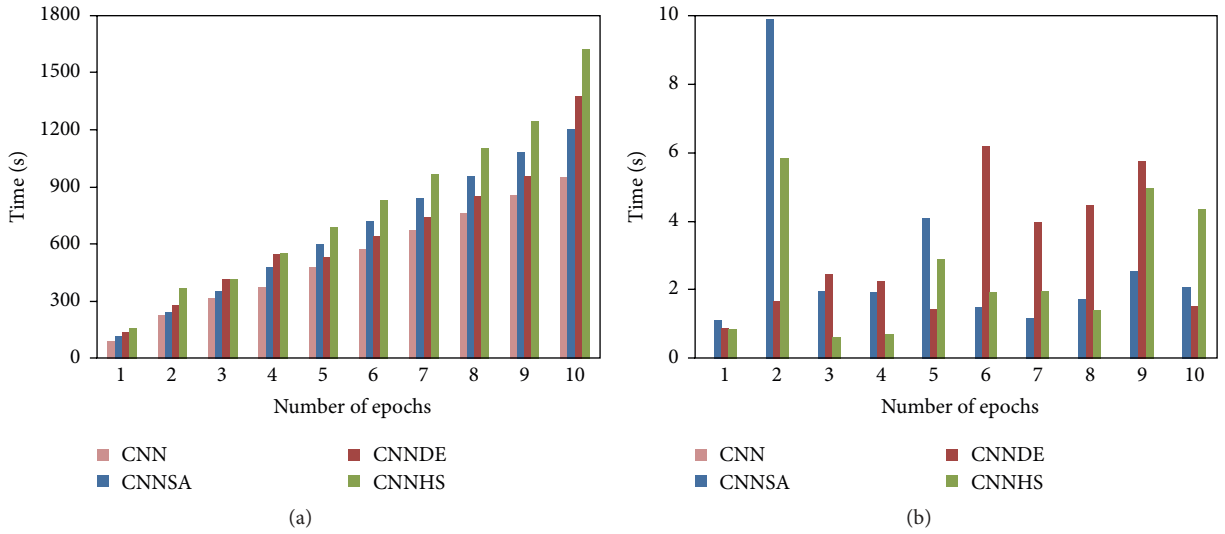 1800
1500
1200
900
600
300
0
Time (s)
1 2 3 4 5 6 7 8 9 10
Number of epochs
CNN
CNNDE
CNNSA
CNNHS
(a)
10
8
6
4
2
0
Time (s)
1 2 3 4 5 6 7 8 9 10
Number of epochs
CNN
CNNDE
CNNSA
CNNHS
(b)